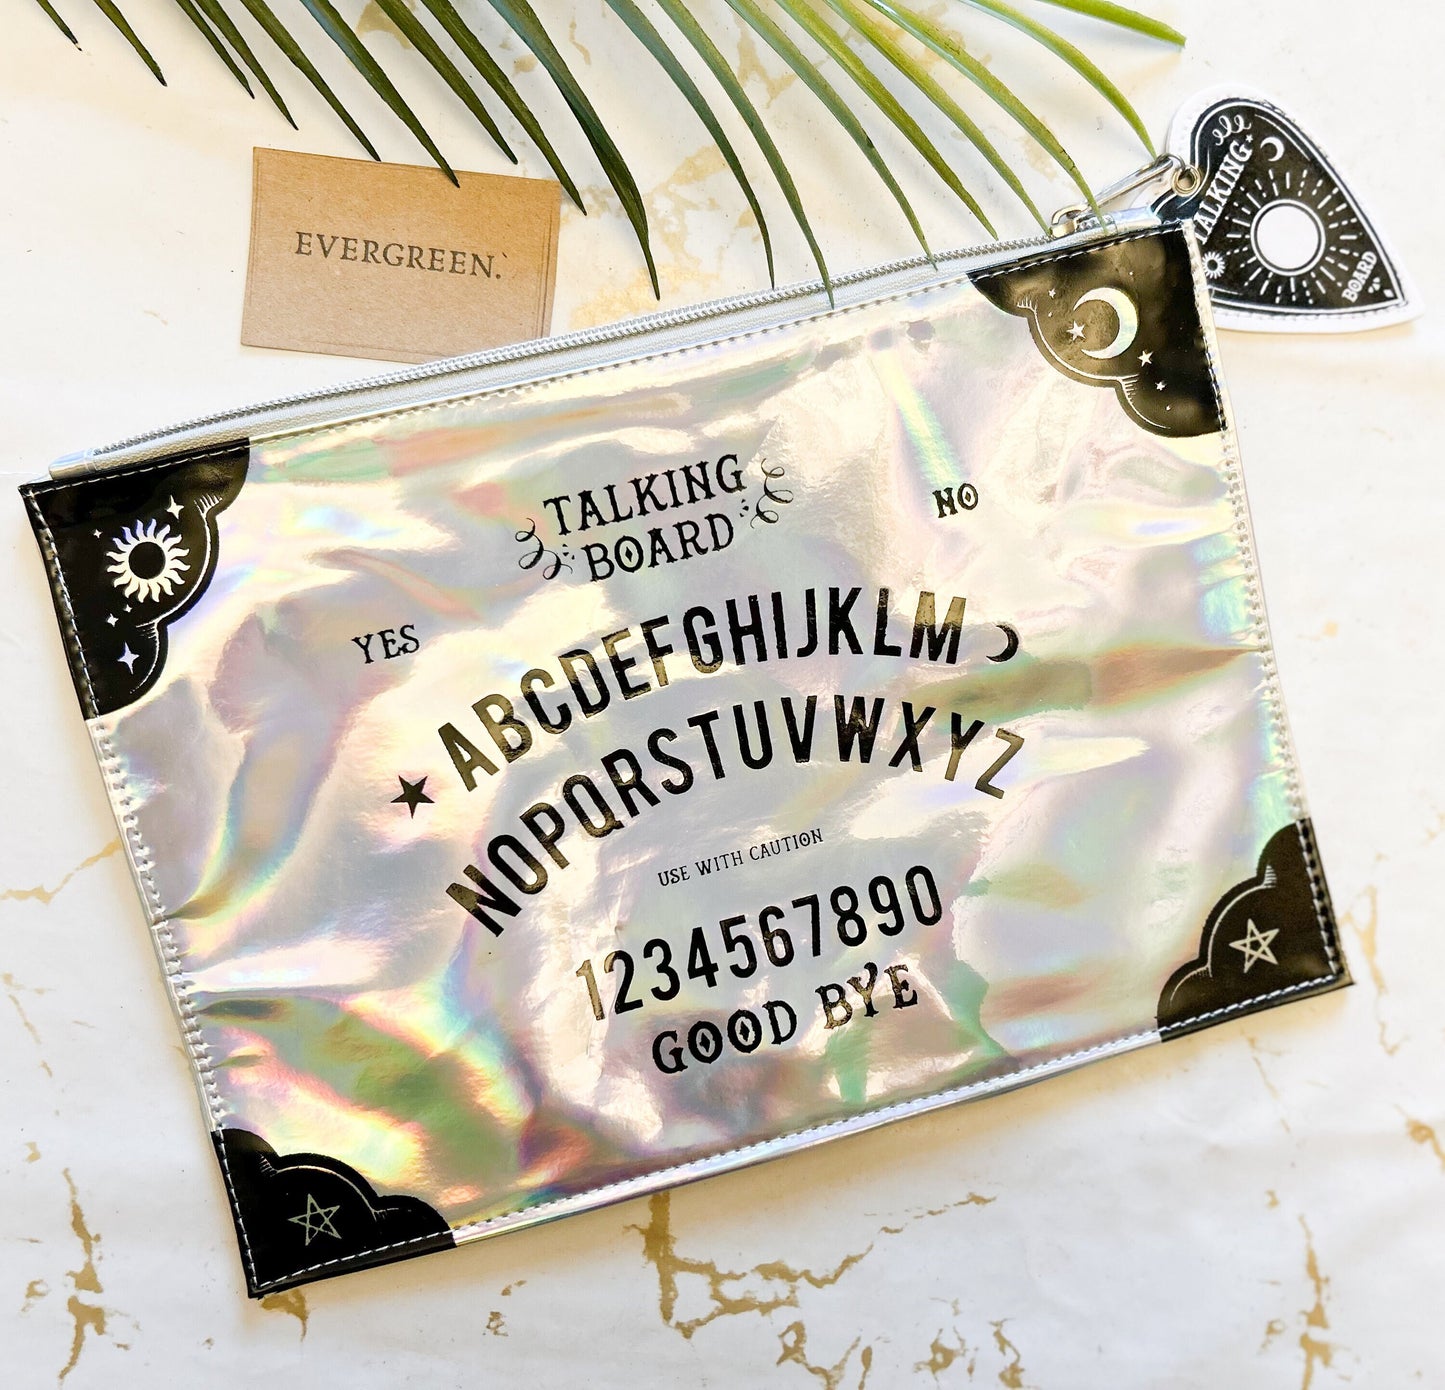 EVERGREEN.
TALKING
BOARD
TALKING
BOARD
YES
NO
ABCDEFGHIJKLM
NOPQRSTUVWXYZ
USE WITH CAUTION
1234567890
GOOD BYE